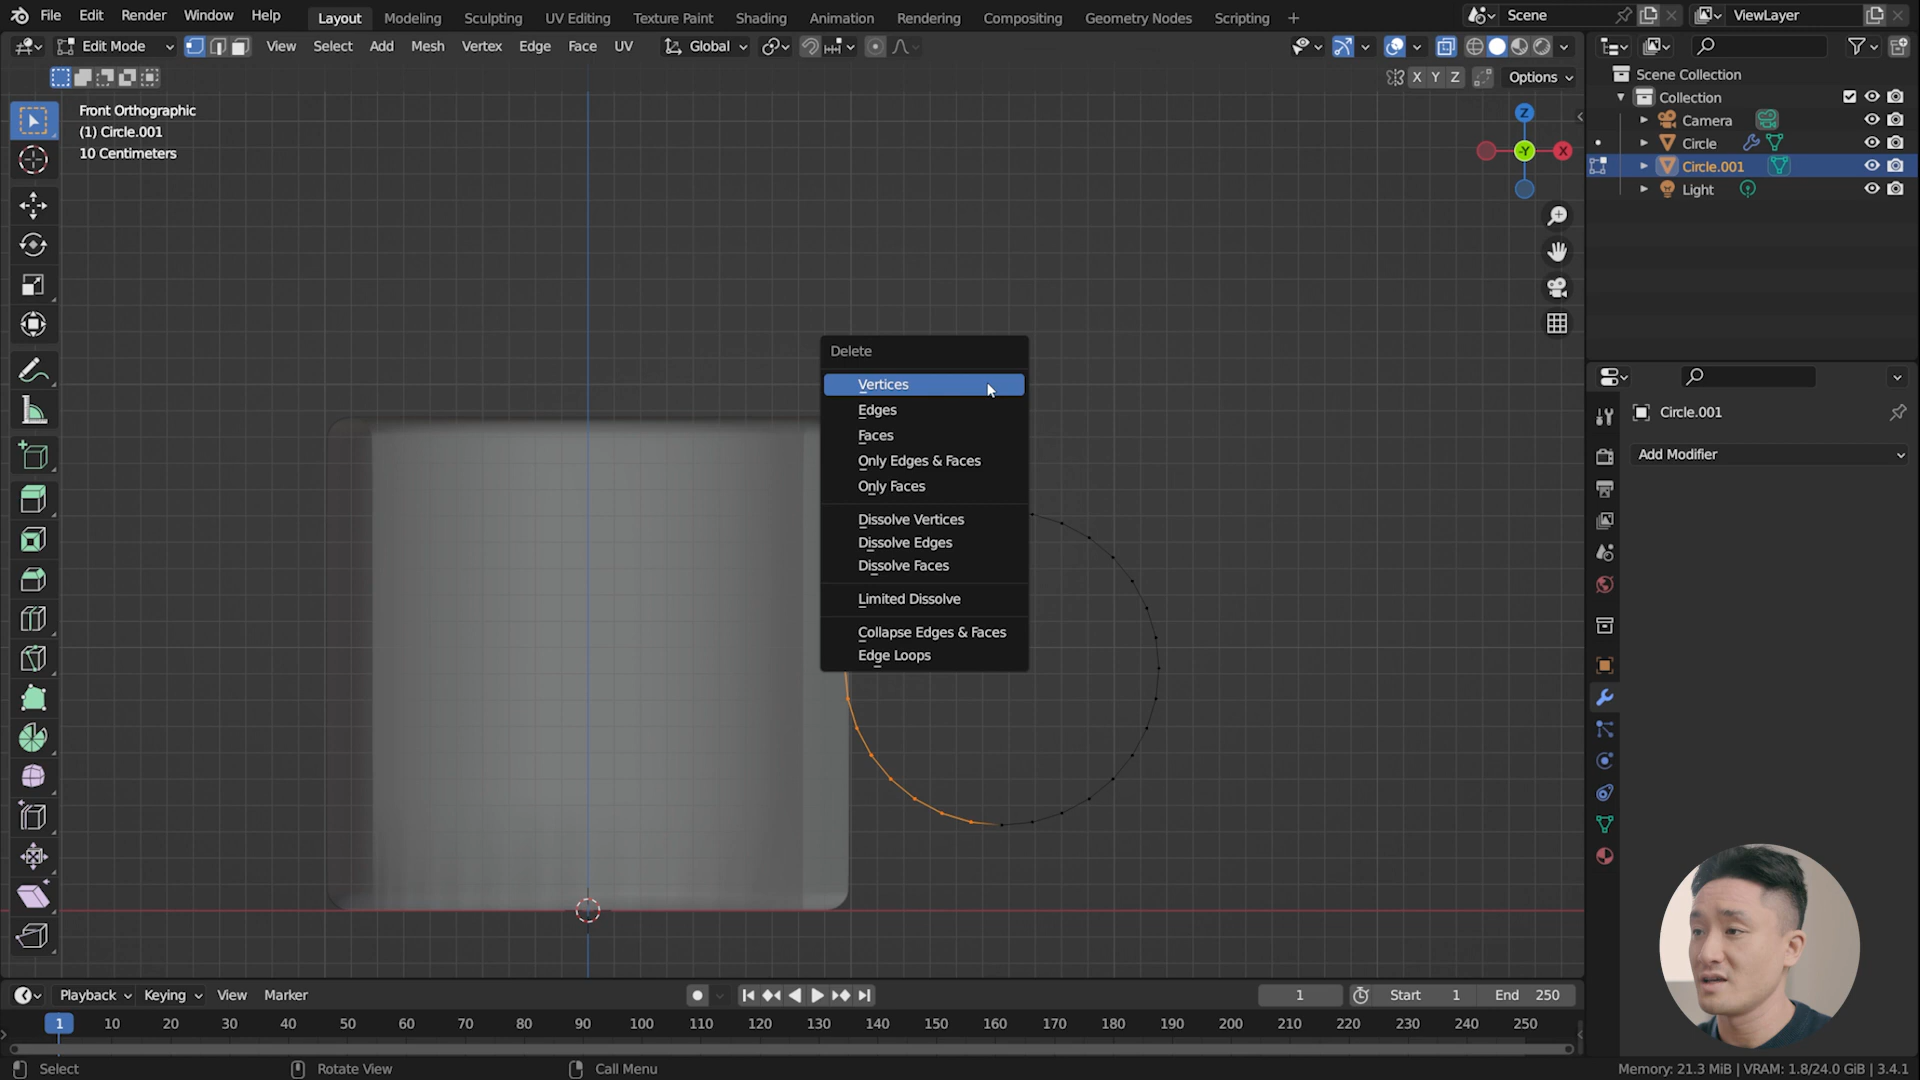 File Edit Render Window Help Layout Modeling Sculpting UV Editing Texture Paint Shading Animation Rendering Compositing Geometry Nodes Scripting + Scene ViewLayer
Edit Mode View Select Add Mesh Vertex Edge Face UV Global
X Y Z Options
Front Orthographic
(1) Circle.001
10 Centimeters
Z
-Y
X
Scene Collection
Collection
Camera
Circle
Circle.001
Light
Circle.001
Add Modifier
Delete
Vertices
Edges
Faces
Only Edges & Faces
Only Faces
Dissolve Vertices
Dissolve Edges
Dissolve Faces
Limited Dissolve
Collapse Edges & Faces
Edge Loops
Playback Keying View Marker 1 Start 1 End 250
1 10 20 30 40 50 60 70 80 90 100 110 120 130 140 150 160 170 180 190 200 210 220 230 240 250
Select Rotate View Call Menu Memory: 21.3 MiB | VRAM: 1.8/24.0 GiB | 3.4.1